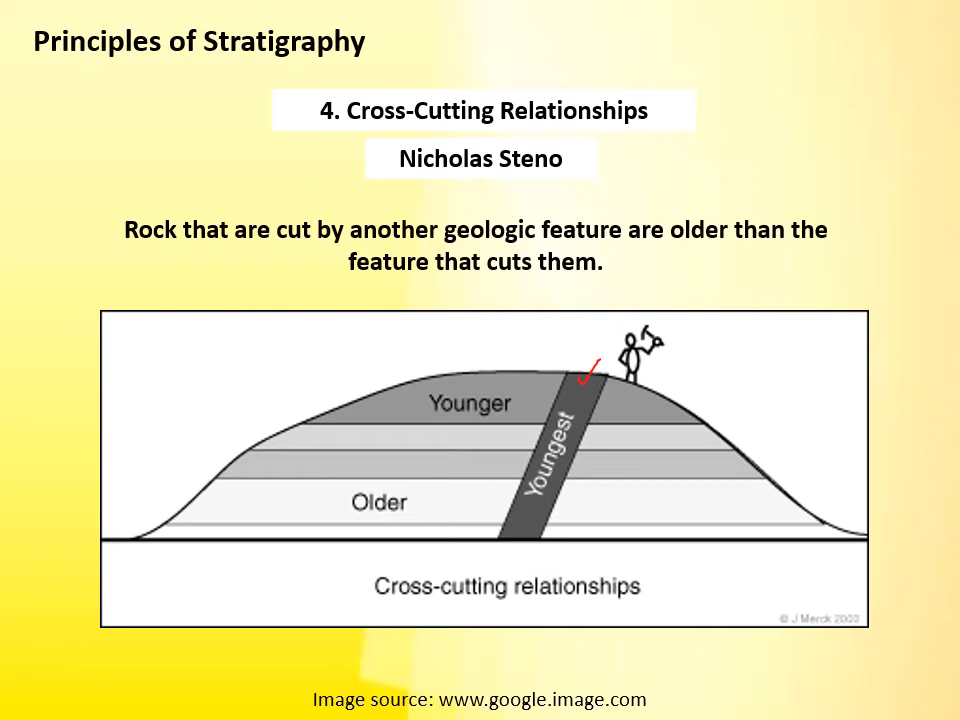 Principles of Stratigraphy
4. Cross-Cutting Relationships
Nicholas Steno
Rock that are cut by another geologic feature are older than the
feature that cuts them.
Younger
Youngest
Older
Cross-cutting relationships
© J Merck 2003
Image source: www.google.image.com